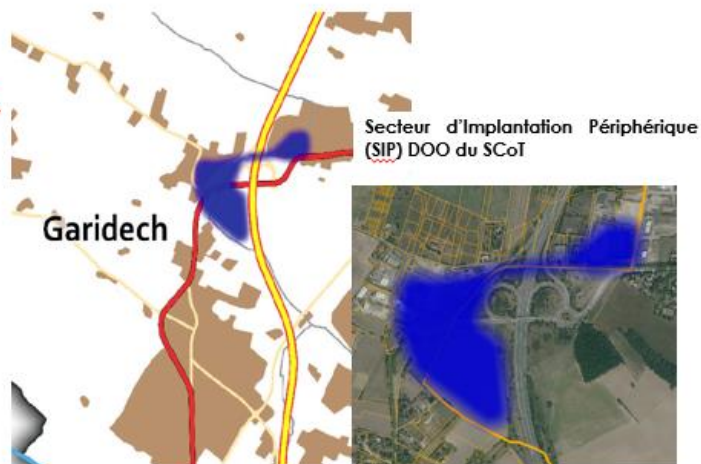 Secteur d'Implantation Périphérique
(SIP) DOO du SCoT
Garidech